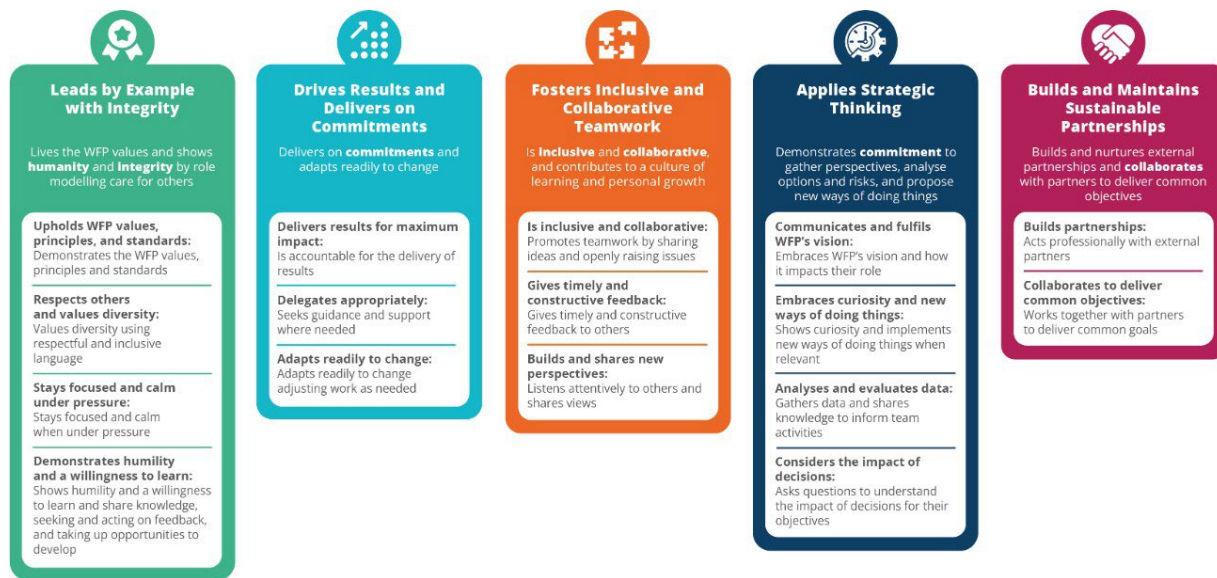 Leads by Example
with Integrity
Lives the WFP values and shows
humanity and integrity by role
modelling care for others
Upholds WFP values,
principles, and standards:
Demonstrates the WFP values,
principles and standards
Respects others
and values diversity:
Values diversity using
respectful and inclusive
language
Stays focused and calm
under pressure:
Stays focused and calm
when under pressure
Demonstrates humility
and a willingness to learn:
Shows humility and a willingness
to learn and share knowledge,
seeking and acting on feedback,
and taking up opportunities to
develop
Drives Results and
Delivers on
Commitments
Delivers on commitments and
adapts readily to change
Delivers results for maximum
impact:
Is accountable for the delivery of
results
Delegates appropriately:
Seeks guidance and support
where needed
Adapts readily to change:
Adapts readily to change
adjusting work as needed
Fosters Inclusive and
Collaborative
Teamwork
Is inclusive and collaborative,
and contributes to a culture of
learning and personal growth
Is inclusive and collaborative:
Promotes teamwork by sharing
ideas and openly raising issues
Gives timely and
constructive feedback:
Gives timely and constructive
feedback to others
Builds and shares new
perspectives:
Listens attentively to others and
shares views
Applies Strategic
Thinking
Demonstrates commitment to
gather perspectives, analyse
options and risks, and propose
new ways of doing things
Communicates and fulfils
WFP's vision:
Embraces WFP's vision and how
it impacts their role
Embraces curiosity and new
ways of doing things:
Shows curiosity and implements
new ways of doing things when
relevant
Analyses and evaluates data:
Gathers data and shares
knowledge to inform team
activities
Considers the impact of
decisions:
Asks questions to understand
the impact of decisions for their
objectives
Builds and Maintains
Sustainable
Partnerships
Builds and nurtures external
partnerships and collaborates
with partners to deliver common
objectives
Builds partnerships:
Acts professionally with external
partners
Collaborates to deliver
common objectives:
Works together with partners
to deliver common goals